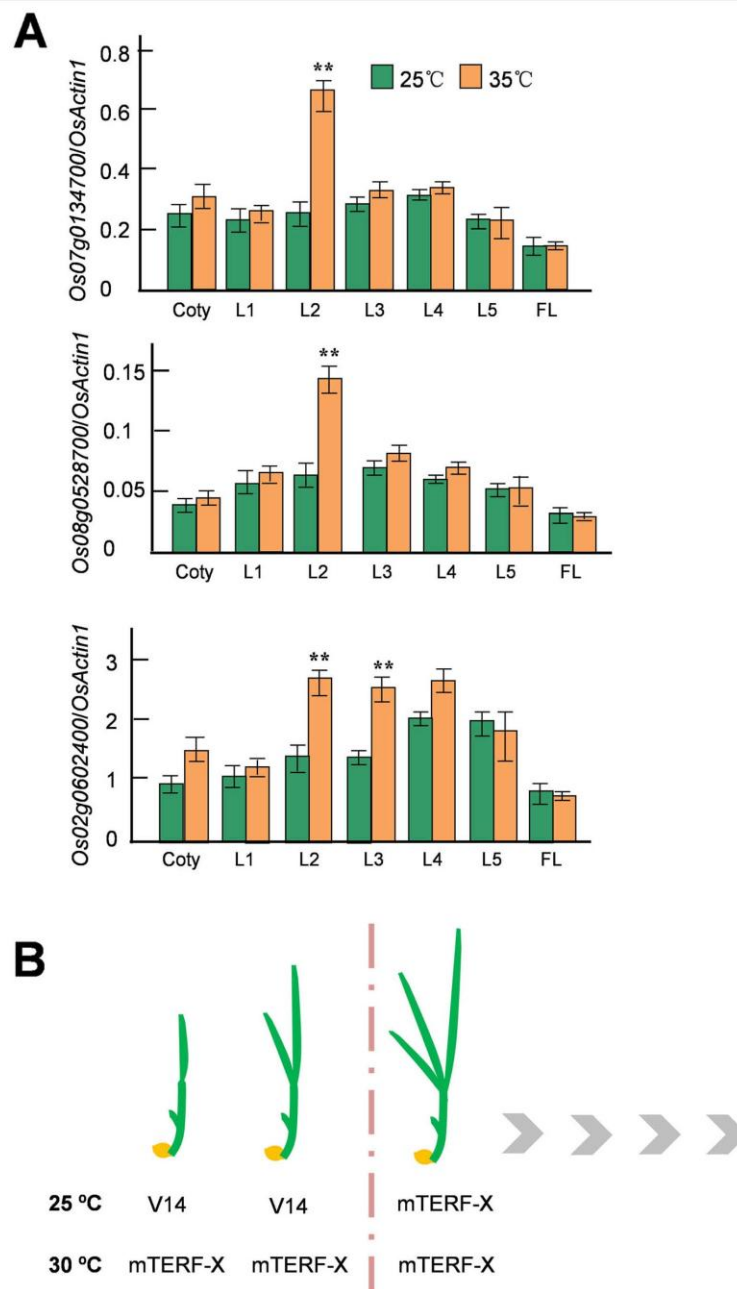 A
Os07g0134700/OsActin1
0.8
0.6
0.4
0.2
0
**
25℃ 35℃
Coty L1 L2 L3 L4 L5 FL
Os08g0528700/OsActin1
0.15
0.1
0.05
0
**
Coty L1 L2 L3 L4 L5 FL
Os02g0602400/OsActin1
3
2
1
0
** **
Coty L1 L2 L3 L4 L5 FL
B
25 ºC V14 V14 mTERF-X
30 ºC mTERF-X mTERF-X mTERF-X